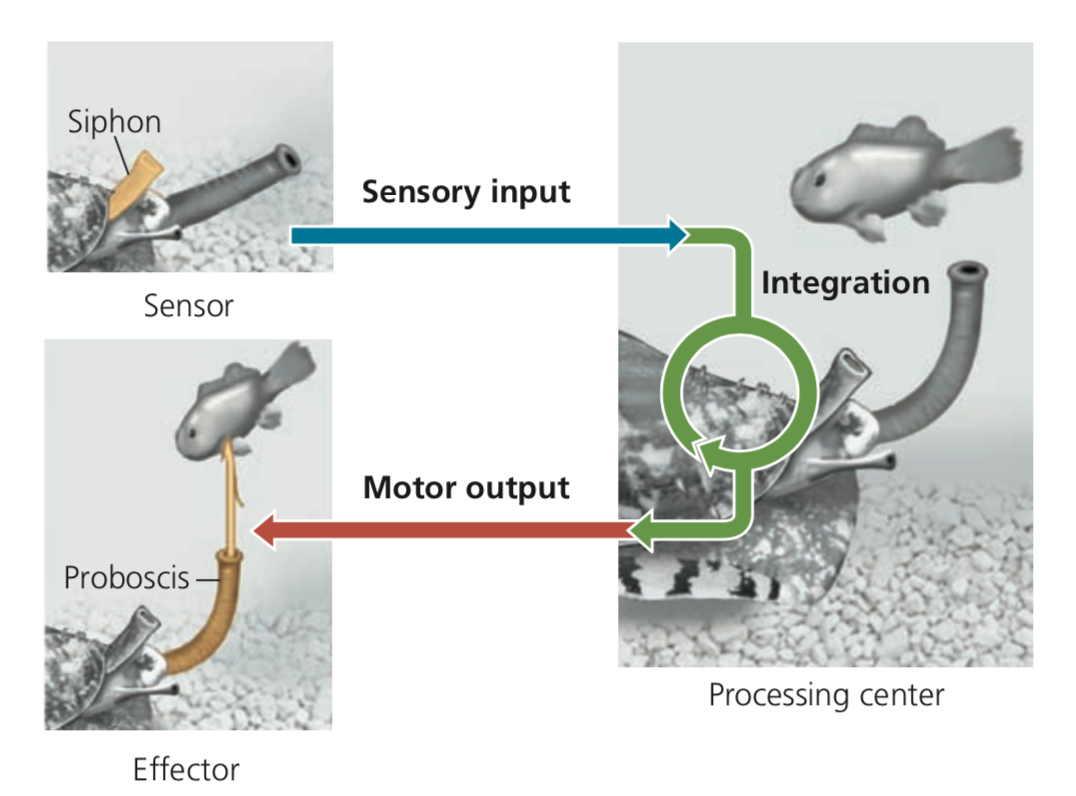 Siphon
Sensory input
Sensor
Integration
Motor output
Proboscis
Processing center
Effector